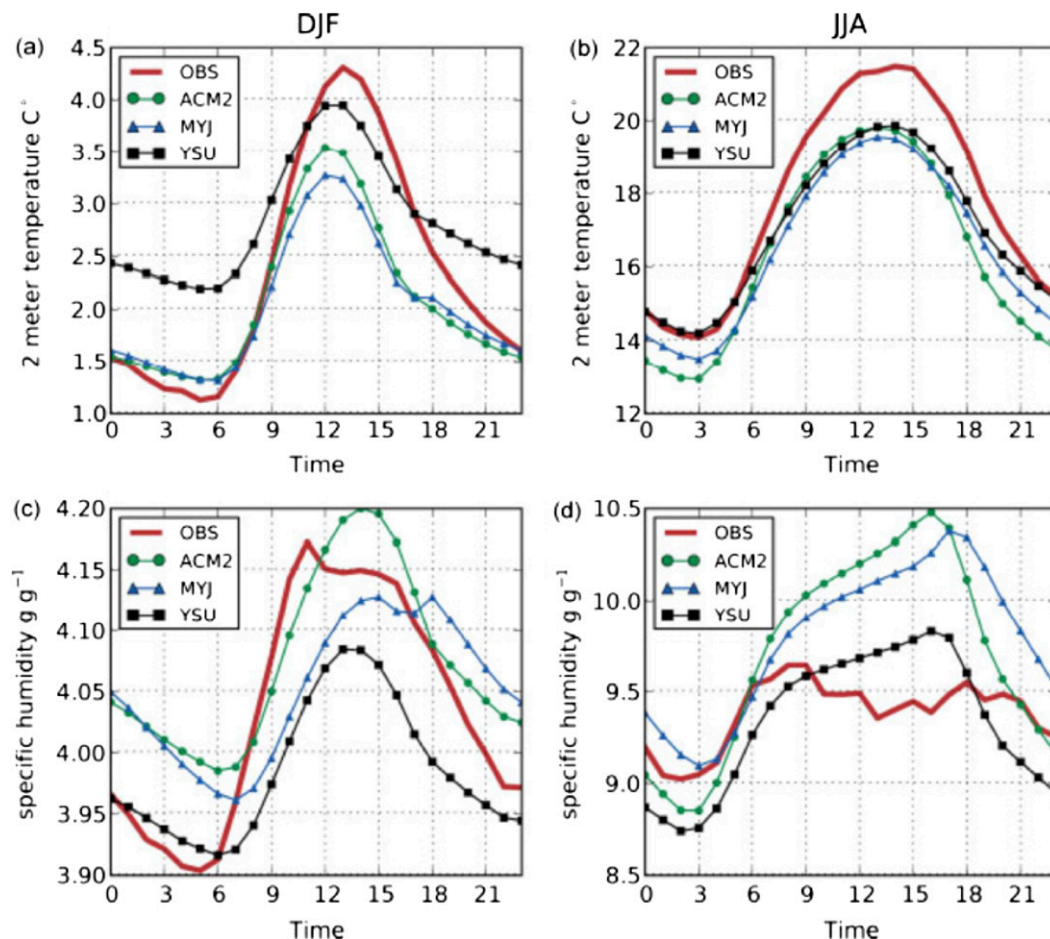 DJF
JJA
(a)
4.5
4.0
3.5
3.0
2.5
2.0
1.5
1.0
2 meter temperature C°
OBS
ACM2
MYJ
YSU
0 3 6 9 12 15 18 21
Time
(b)
22
20
18
16
14
12
2 meter temperature C°
OBS
ACM2
MYJ
YSU
0 3 6 9 12 15 18 21
Time
(c)
4.20
4.15
4.10
4.05
4.00
3.95
3.90
specific humidity g g⁻¹
OBS
ACM2
MYJ
YSU
0 3 6 9 12 15 18 21
Time
(d)
10.5
10.0
9.5
9.0
8.5
specific humidity g g⁻¹
OBS
ACM2
MYJ
YSU
0 3 6 9 12 15 18 21
Time